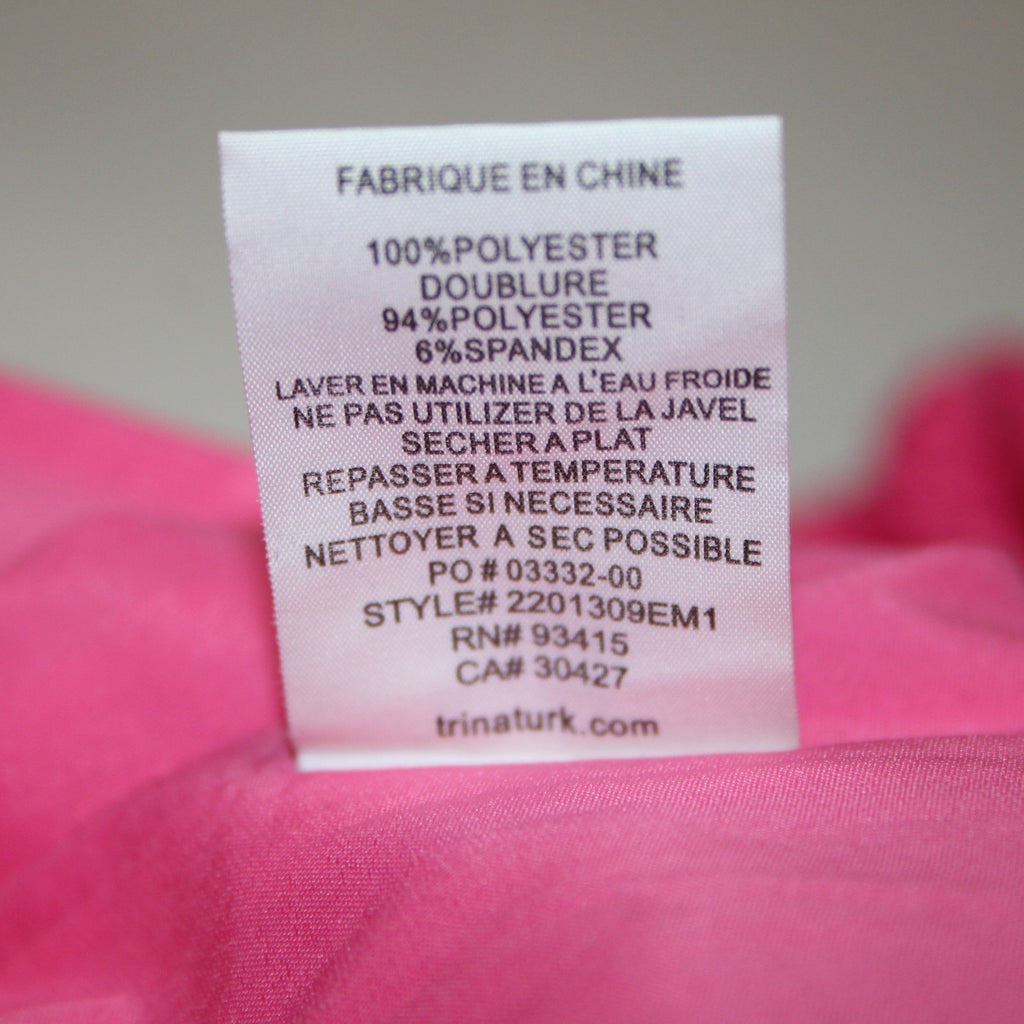 FABRIQUE EN CHINE
100%POLYESTER
DOUBLURE
94%POLYESTER
6%SPANDEX
LAVER EN MACHINE A L'EAU FROIDE
NE PAS UTILIZER DE LA JAVEL
SECHER A PLAT
REPASSER A TEMPERATURE
BASSE SI NECESSAIRE
NETTOYER A SEC POSSIBLE
PO # 03332-00
STYLE# 2201309EM1
RN# 93415
CA# 30427
trinaturk.com